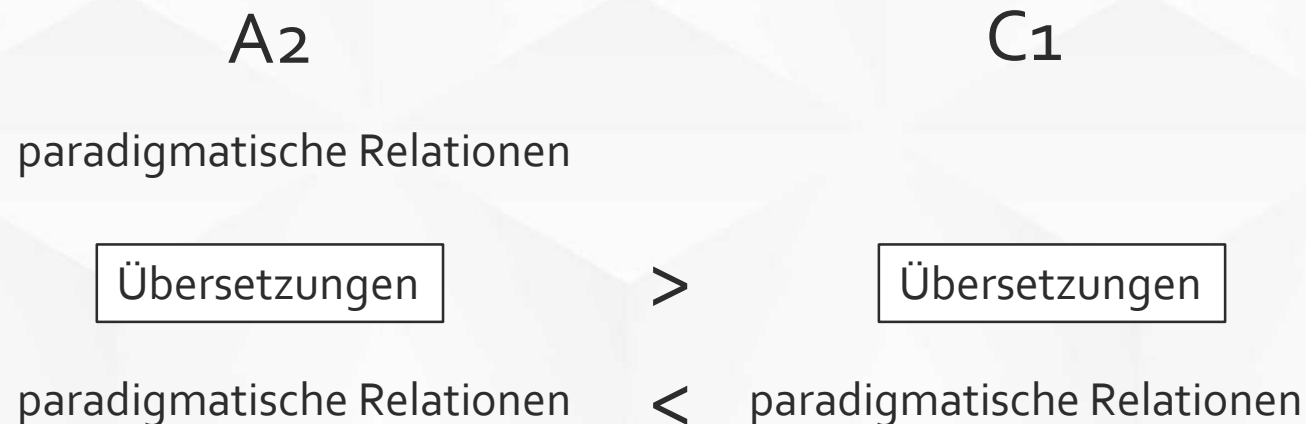 A2 C1
paradigmatische Relationen
Übersetzungen > Übersetzungen
paradigmatische Relationen < paradigmatische Relationen